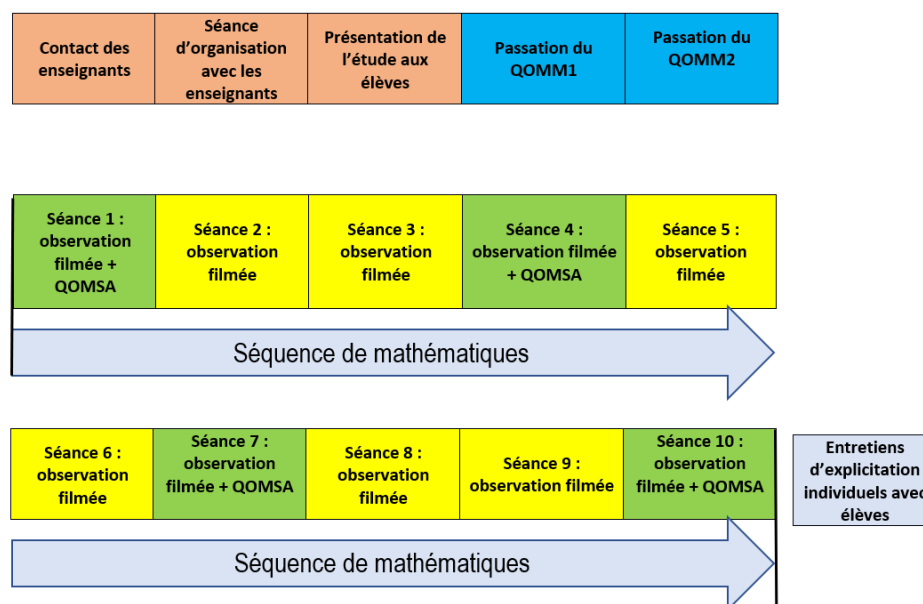 Contact des
enseignants
Séance
d'organisation
avec les
enseignants
Présentation de
l'étude aux
élèves
Passation du
QOMM1
Passation du
QOMM2
Séance 1 :
observation
filmée +
QOMSA
Séance 2 :
observation
filmée
Séance 3 :
observation
filmée
Séance 4 :
observation filmée
+ QOMSA
Séance 5 :
observation
filmée
Séquence de mathématiques
Séance 6 :
observation
filmée
Séance 7 :
observation
filmée + QOMSA
Séance 8 :
observation
filmée
Séance 9 :
observation filmée
Séance 10 :
observation
filmée + QOMSA
Entretiens
d'explicitation
individuels avec
élèves
Séquence de mathématiques